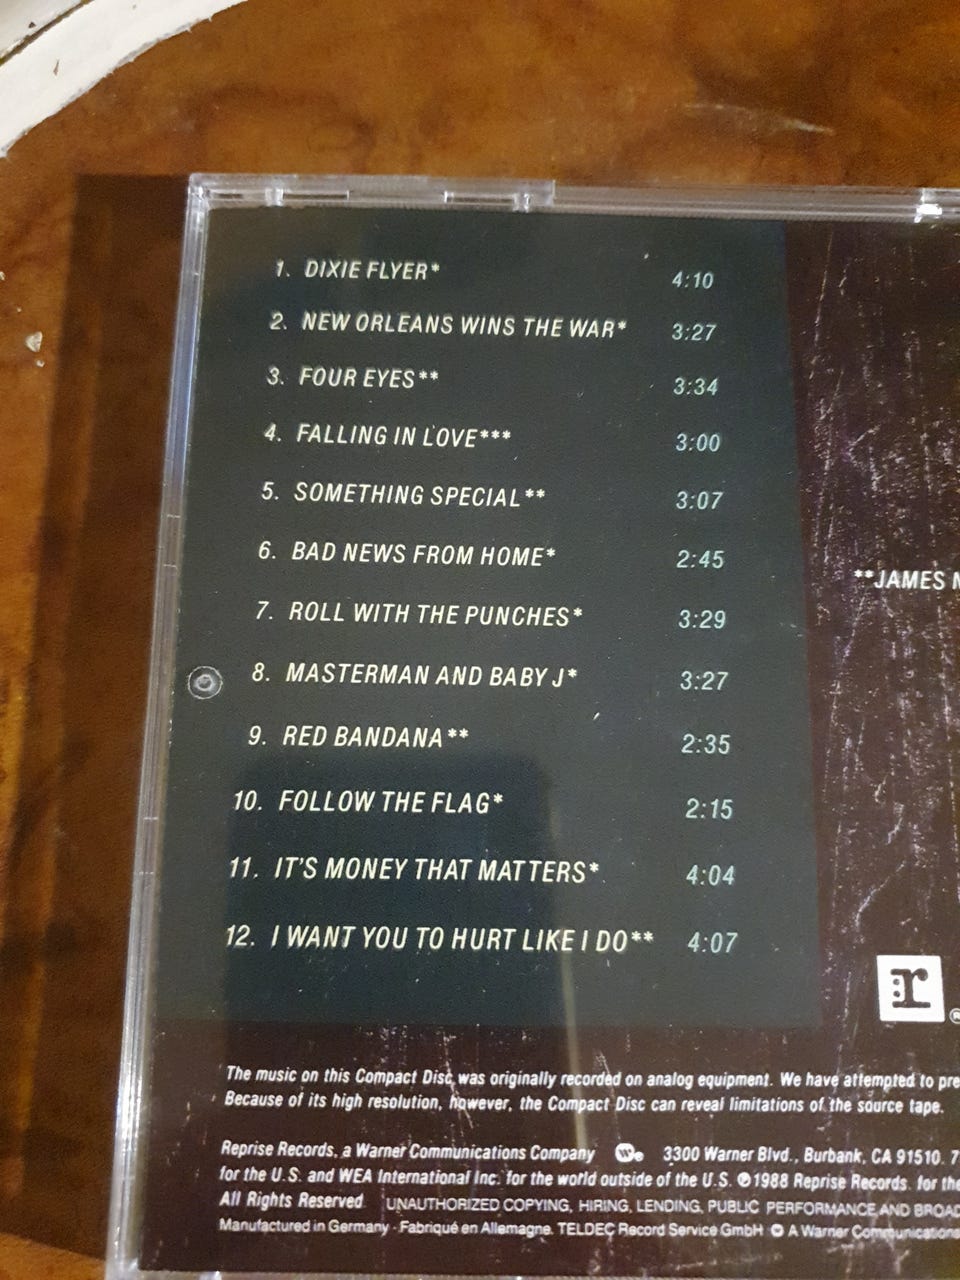 1. DIXIE FLYER* 4:10
2. NEW ORLEANS WINS THE WAR* 3:27
3. FOUR EYES** 3:34
4. FALLING IN LOVE*** 3:00
5. SOMETHING SPECIAL** 3:07
6. BAD NEWS FROM HOME* 2:45
**JAMES N
7. ROLL WITH THE PUNCHES* 3:29
8. MASTERMAN AND BABY J* 3:27
9. RED BANDANA** 2:35
10. FOLLOW THE FLAG* 2:15
11. IT'S MONEY THAT MATTERS* 4:04
12. I WANT YOU TO HURT LIKE I DO** 4:07
r ®
The music on this Compact Disc was originally recorded on analog equipment. We have attempted to pre
Because of its high resolution, however, the Compact Disc can reveal limitations of the source tape.
Reprise Records, a Warner Communications Company 3300 Warner Blvd., Burbank, CA 91510. 7
for the U.S. and WEA International Inc. for the world outside of the U.S. ℗1988 Reprise Records. for the
All Rights Reserved. UNAUTHORIZED COPYING, HIRING, LENDING, PUBLIC PERFORMANCE AND BROAD
Manufactured in Germany · Fabriqué en Allemagne. TELDEC Record Service GmbH A Warner Communications